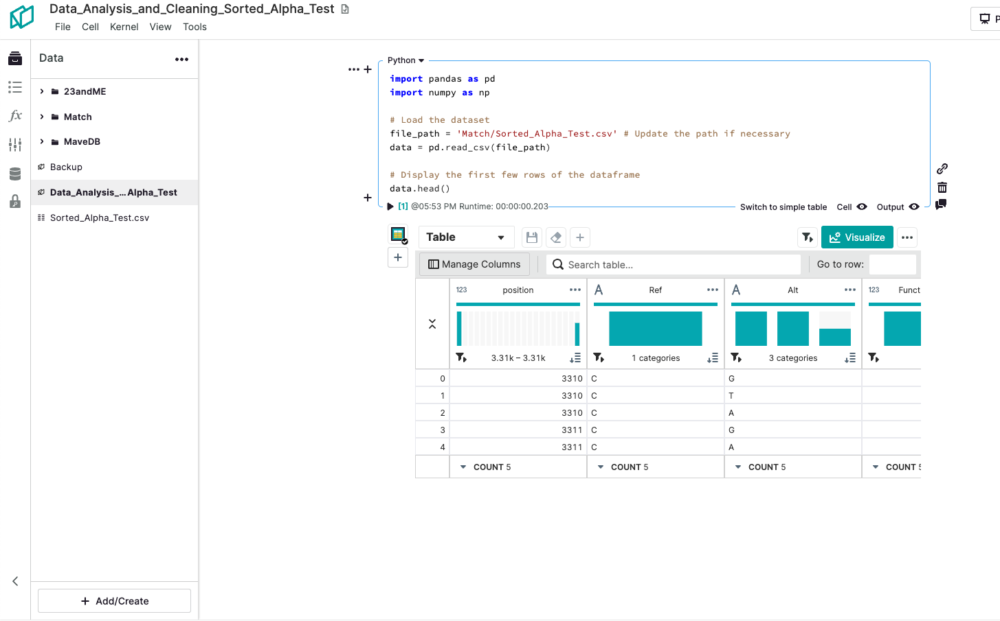 Data_Analysis_and_Cleaning_Sorted_Alpha_Test
File Cell Kernel View Tools
P
Data
23andME
Match
MaveDB
Backup
Data_Analysis_...Alpha_Test
Sorted_Alpha_Test.csv
Add/Create
fx
Python
import pandas as pd
import numpy as np
# Load the dataset
file_path = 'Match/Sorted_Alpha_Test.csv' # Update the path if necessary
data = pd.read_csv(file_path)
# Display the first few rows of the dataframe
data.head()
[1] @05:53 PM Runtime: 00:00:00.203 Switch to simple table Cell Output
Table Visualize
Manage Columns Search table... Go to row:
123 position A Ref A Alt 123 Funct
3.31k – 3.31k 1 categories 3 categories
0 3310 C G
1 3310 C T
2 3310 C A
3 3311 C G
4 3311 C A
COUNT 5 COUNT 5 COUNT 5 COUNT 5